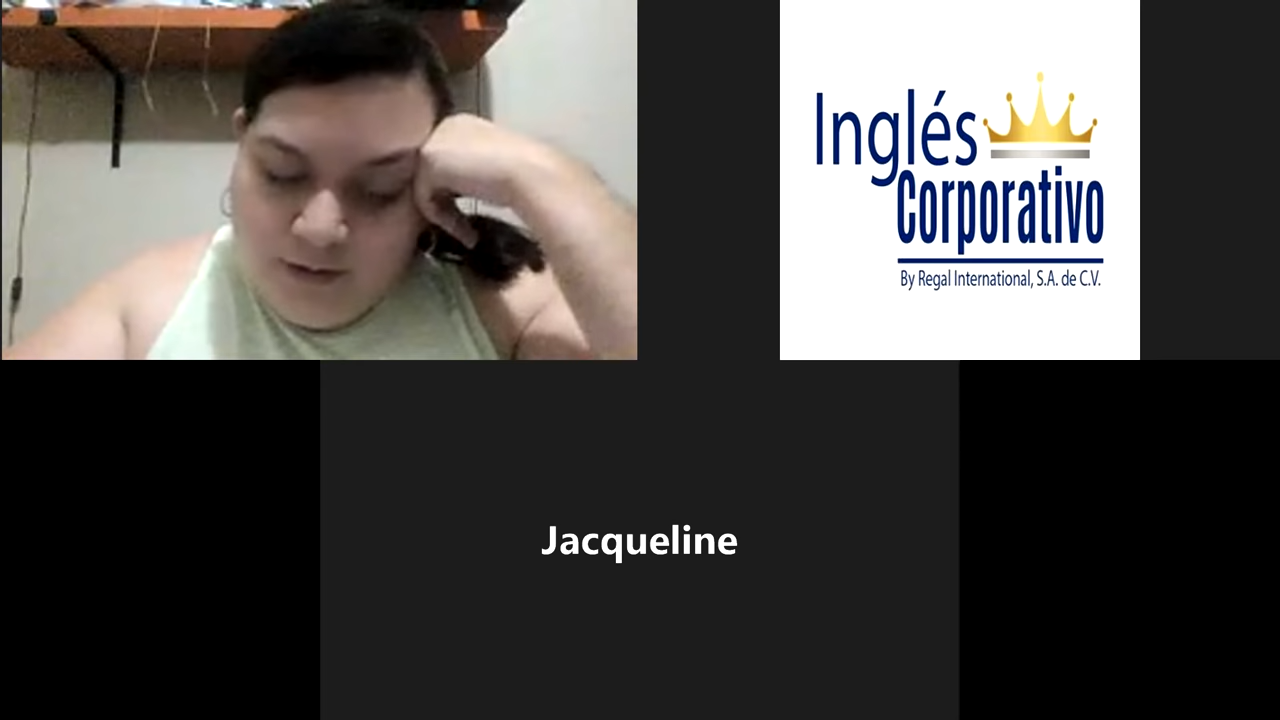 Inglés
Corporativo
By Regal International, S.A. de C.V.
Jacqueline